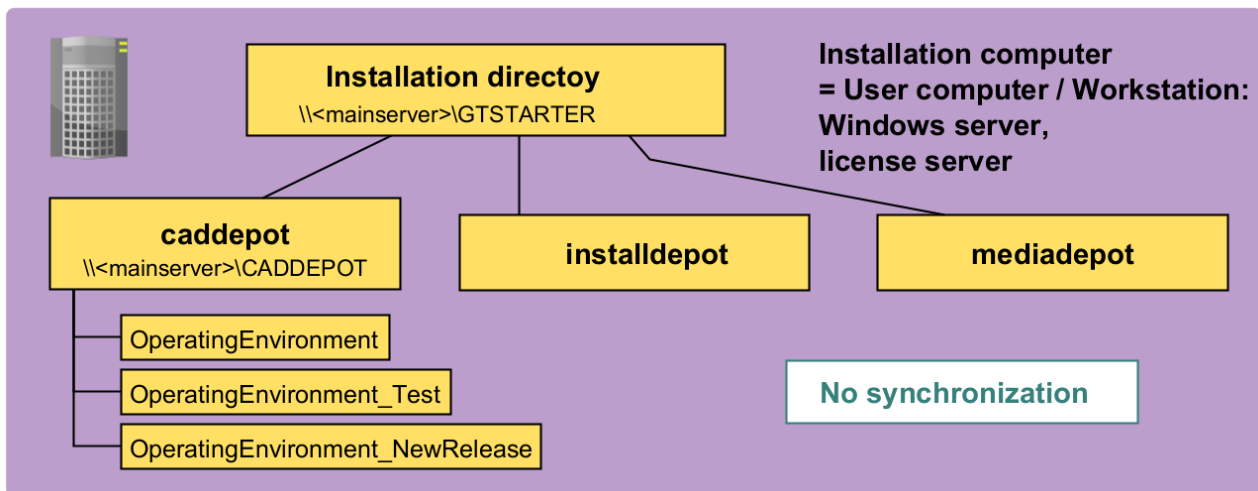 Installation directoy
\\<mainserver>\GTSTARTER
Installation computer
= User computer / Workstation:
Windows server,
license server
caddepot
\\<mainserver>\CADDEPOT
installdepot
mediadepot
OperatingEnvironment
OperatingEnvironment_Test
OperatingEnvironment_NewRelease
No synchronization